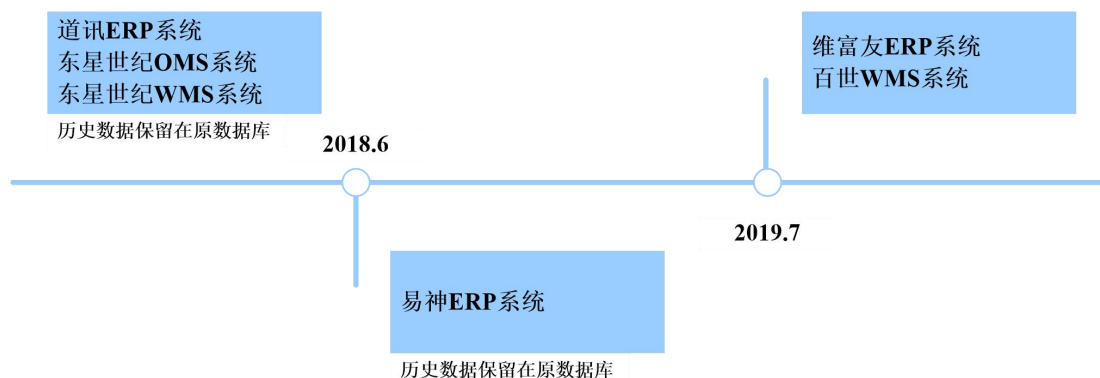 道讯ERP系统
东星世纪OMS系统
东星世纪WMS系统
历史数据保留在原数据库
2018.6
易神ERP系统
历史数据保留在原数据库
2019.7
维富友ERP系统
百世WMS系统